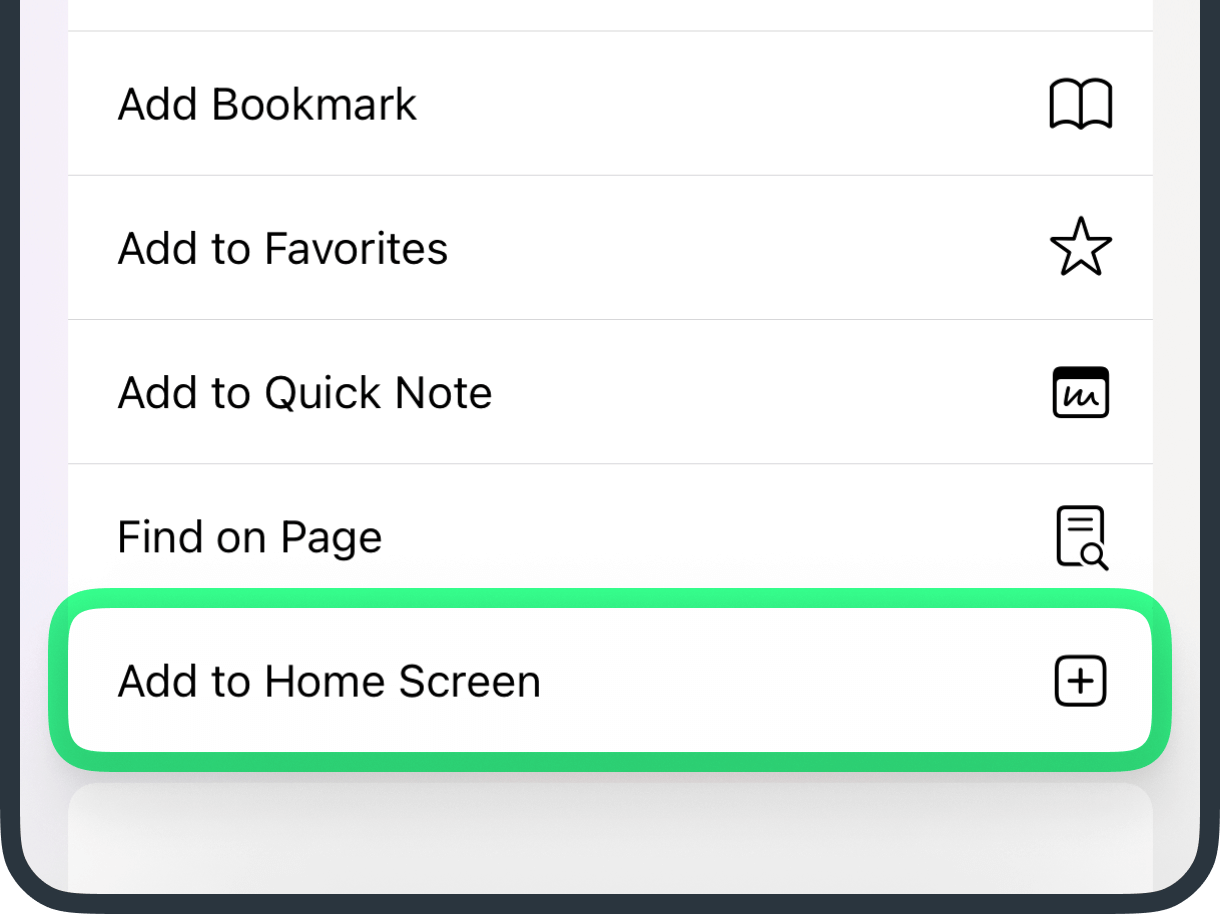 Add Bookmark
Add to Favorites
Add to Quick Note
Find on Page
Add to Home Screen